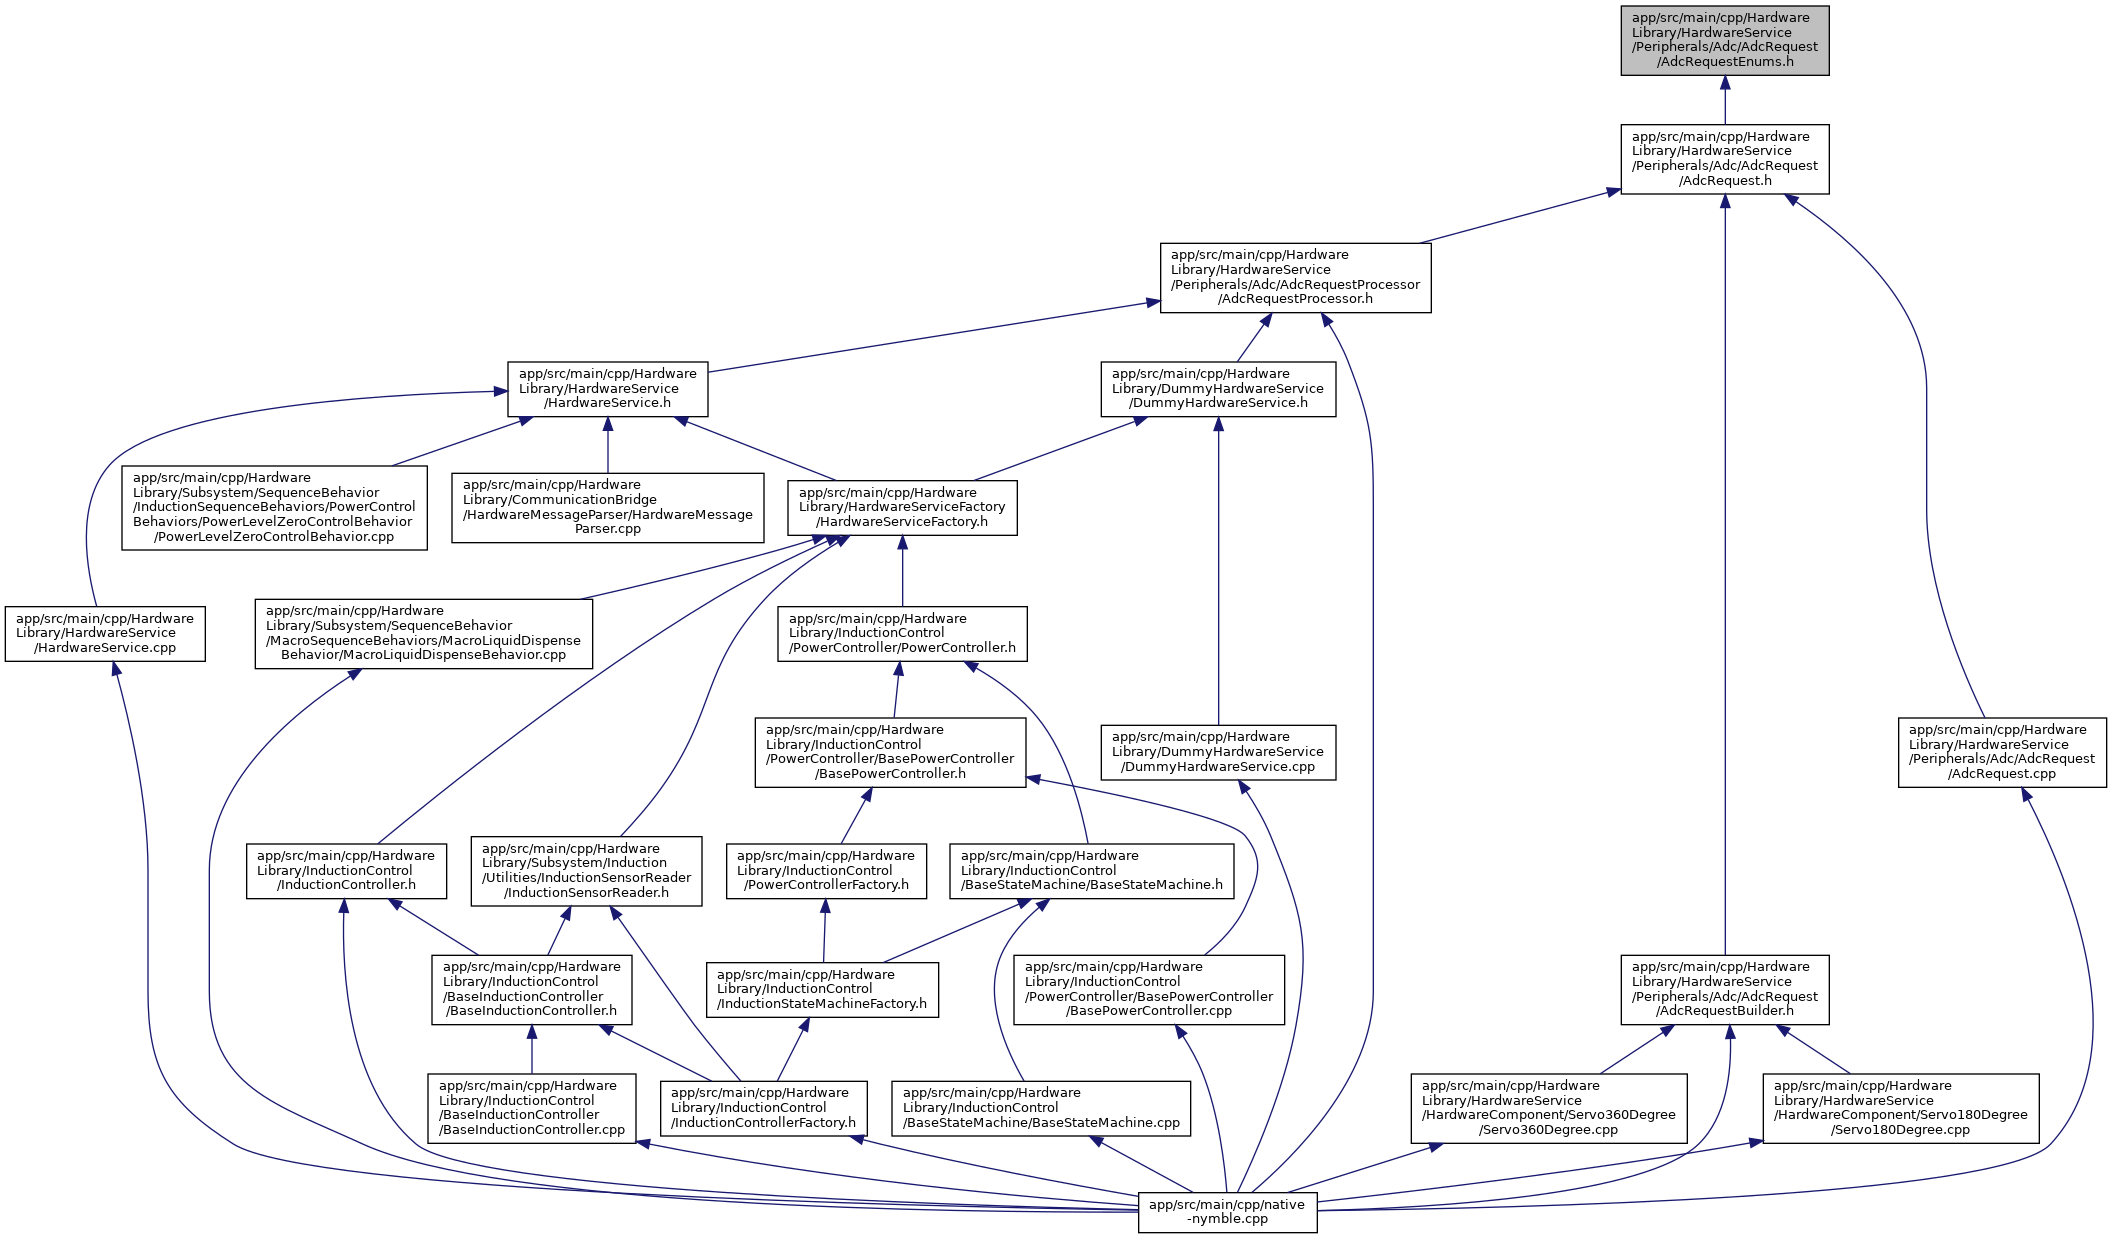 app/src/main/cpp/Hardware
Library/HardwareService
/Peripherals/Adc/AdcRequest
/AdcRequestEnums.h
app/src/main/cpp/Hardware
Library/HardwareService
/Peripherals/Adc/AdcRequest
/AdcRequest.h
app/src/main/cpp/Hardware
Library/HardwareService
/Peripherals/Adc/AdcRequestProcessor
/AdcRequestProcessor.h
app/src/main/cpp/Hardware
Library/HardwareService
/HardwareService.h
app/src/main/cpp/Hardware
Library/DummyHardwareService
/DummyHardwareService.h
app/src/main/cpp/Hardware
Library/Subsystem/SequenceBehavior
/InductionSequenceBehaviors/PowerControl
Behaviors/PowerLevelZeroControlBehavior
/PowerLevelZeroControlBehavior.cpp
app/src/main/cpp/Hardware
Library/CommunicationBridge
/HardwareMessageParser/HardwareMessage
Parser.cpp
app/src/main/cpp/Hardware
Library/HardwareServiceFactory
/HardwareServiceFactory.h
app/src/main/cpp/Hardware
Library/HardwareService
/HardwareService.cpp
app/src/main/cpp/Hardware
Library/Subsystem/SequenceBehavior
/MacroSequenceBehaviors/MacroLiquidDispense
Behavior/MacroLiquidDispenseBehavior.cpp
app/src/main/cpp/Hardware
Library/InductionControl
/PowerController/PowerController.h
app/src/main/cpp/Hardware
Library/InductionControl
/PowerController/BasePowerController
/BasePowerController.h
app/src/main/cpp/Hardware
Library/DummyHardwareService
/DummyHardwareService.cpp
app/src/main/cpp/Hardware
Library/HardwareService
/Peripherals/Adc/AdcRequest
/AdcRequest.cpp
app/src/main/cpp/Hardware
Library/InductionControl
/InductionController.h
app/src/main/cpp/Hardware
Library/Subsystem/Induction
/Utilities/InductionSensorReader
/InductionSensorReader.h
app/src/main/cpp/Hardware
Library/InductionControl
/PowerControllerFactory.h
app/src/main/cpp/Hardware
Library/InductionControl
/BaseStateMachine/BaseStateMachine.h
app/src/main/cpp/Hardware
Library/InductionControl
/BaseInductionController
/BaseInductionController.h
app/src/main/cpp/Hardware
Library/InductionControl
/InductionStateMachineFactory.h
app/src/main/cpp/Hardware
Library/InductionControl
/PowerController/BasePowerController
/BasePowerController.cpp
app/src/main/cpp/Hardware
Library/HardwareService
/Peripherals/Adc/AdcRequest
/AdcRequestBuilder.h
app/src/main/cpp/Hardware
Library/InductionControl
/BaseInductionController
/BaseInductionController.cpp
app/src/main/cpp/Hardware
Library/InductionControl
/InductionControllerFactory.h
app/src/main/cpp/Hardware
Library/InductionControl
/BaseStateMachine/BaseStateMachine.cpp
app/src/main/cpp/Hardware
Library/HardwareService
/HardwareComponent/Servo360Degree
/Servo360Degree.cpp
app/src/main/cpp/Hardware
Library/HardwareService
/HardwareComponent/Servo180Degree
/Servo180Degree.cpp
app/src/main/cpp/native
-nymble.cpp